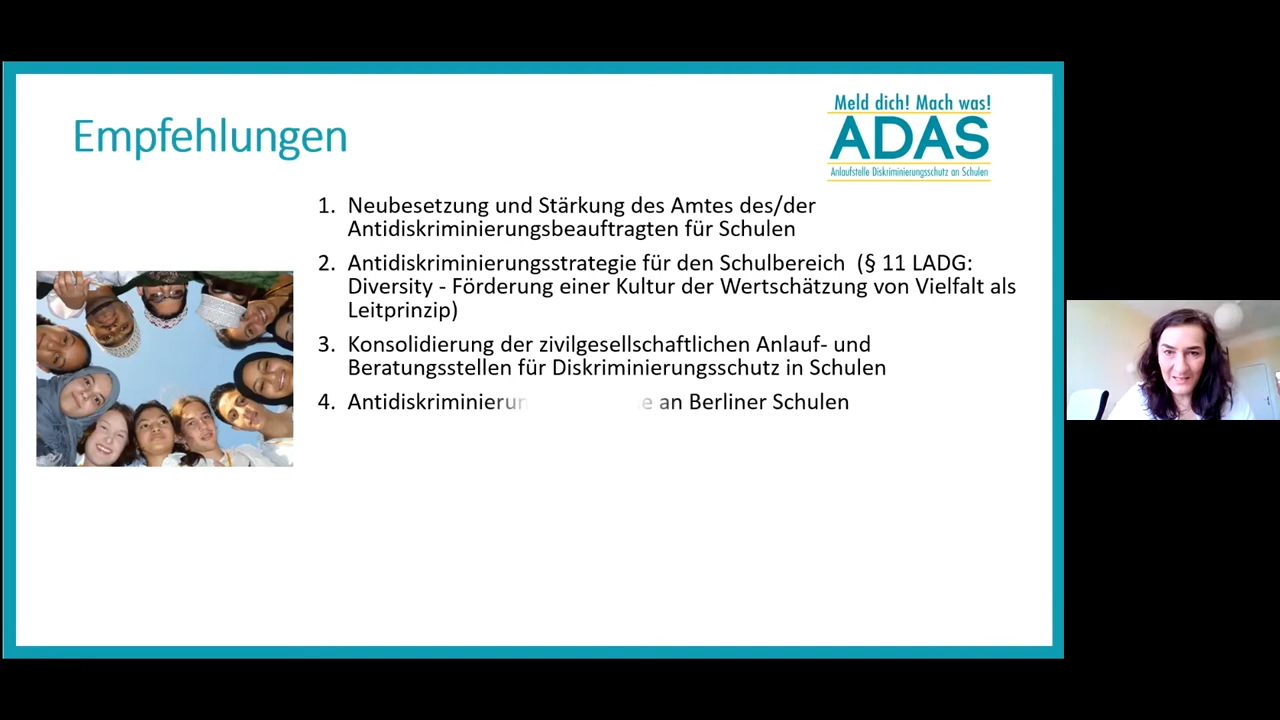 Empfehlungen
Meld dich! Mach was!
ADAS
Anlaufstelle Diskriminierungsschutz an Schulen
1. Neubesetzung und Stärkung des Amtes des/der
Antidiskriminierungsbeauftragten für Schulen
2. Antidiskriminierungsstrategie für den Schulbereich (§ 11 LADG:
Diversity - Förderung einer Kultur der Wertschätzung von Vielfalt als
Leitprinzip)
3. Konsolidierung der zivilgesellschaftlichen Anlauf- und
Beratungsstellen für Diskriminierungsschutz in Schulen
4. an Berliner Schulen